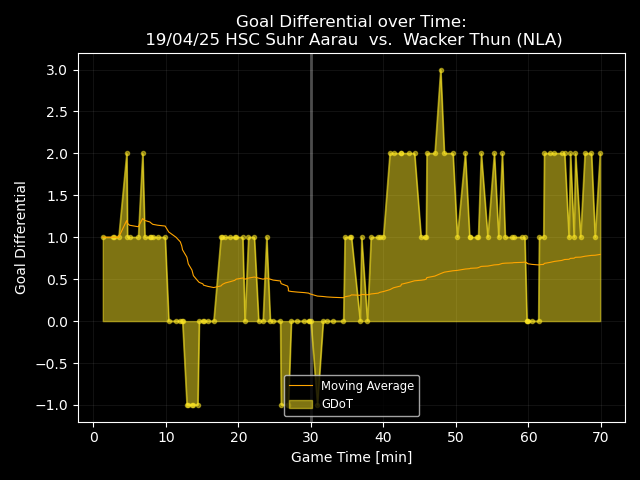 Goal Differential over Time:
19/04/25 HSC Suhr Aarau  vs.  Wacker Thun (NLA)
3.0
2.5
2.0
1.5
1.0
0.5
0.0
−0.5
−1.0
Goal Differential
Moving Average
GDoT
0 10 20 30 40 50 60 70
Game Time [min]